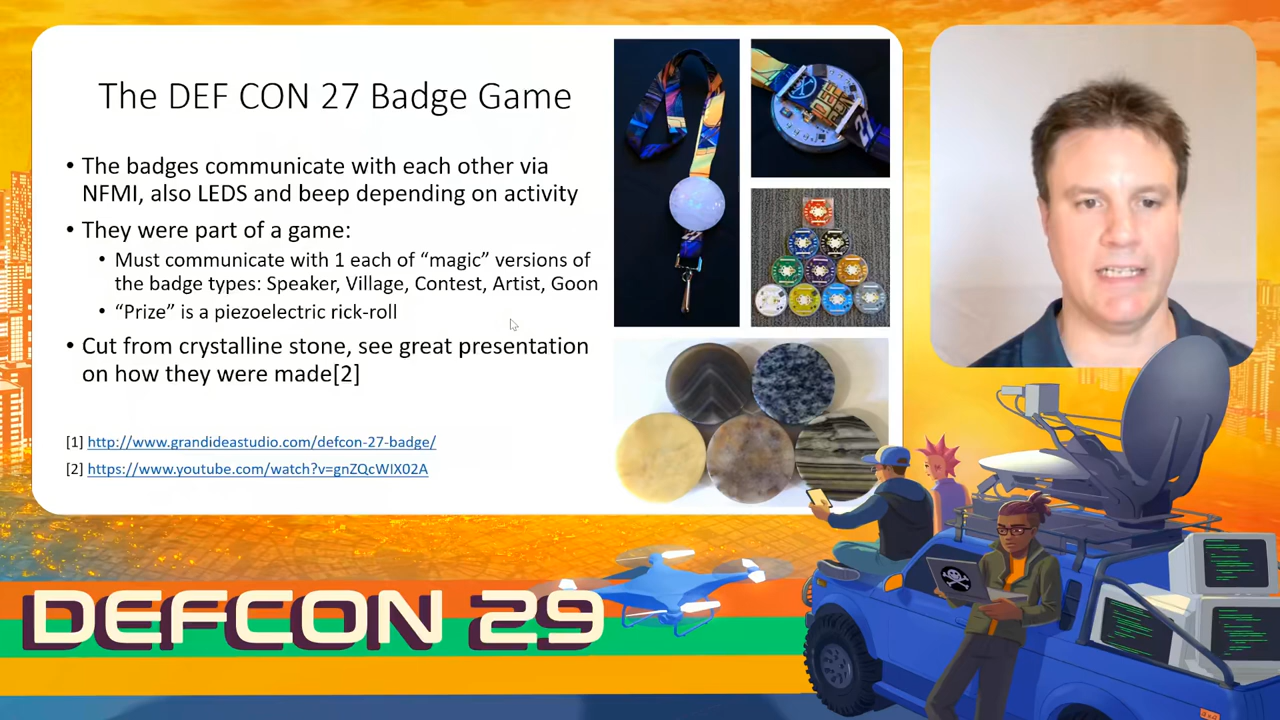 The DEF CON 27 Badge Game
• The badges communicate with each other via
NFMI, also LEDS and beep depending on activity
• They were part of a game:
• Must communicate with 1 each of “magic” versions of
the badge types: Speaker, Village, Contest, Artist, Goon
• “Prize” is a piezoelectric rick-roll
• Cut from crystalline stone, see great presentation
on how they were made[2]
[1] http://www.grandideastudio.com/defcon-27-badge/
[2] https://www.youtube.com/watch?v=gnZQcWIX02A
DEFCON 29